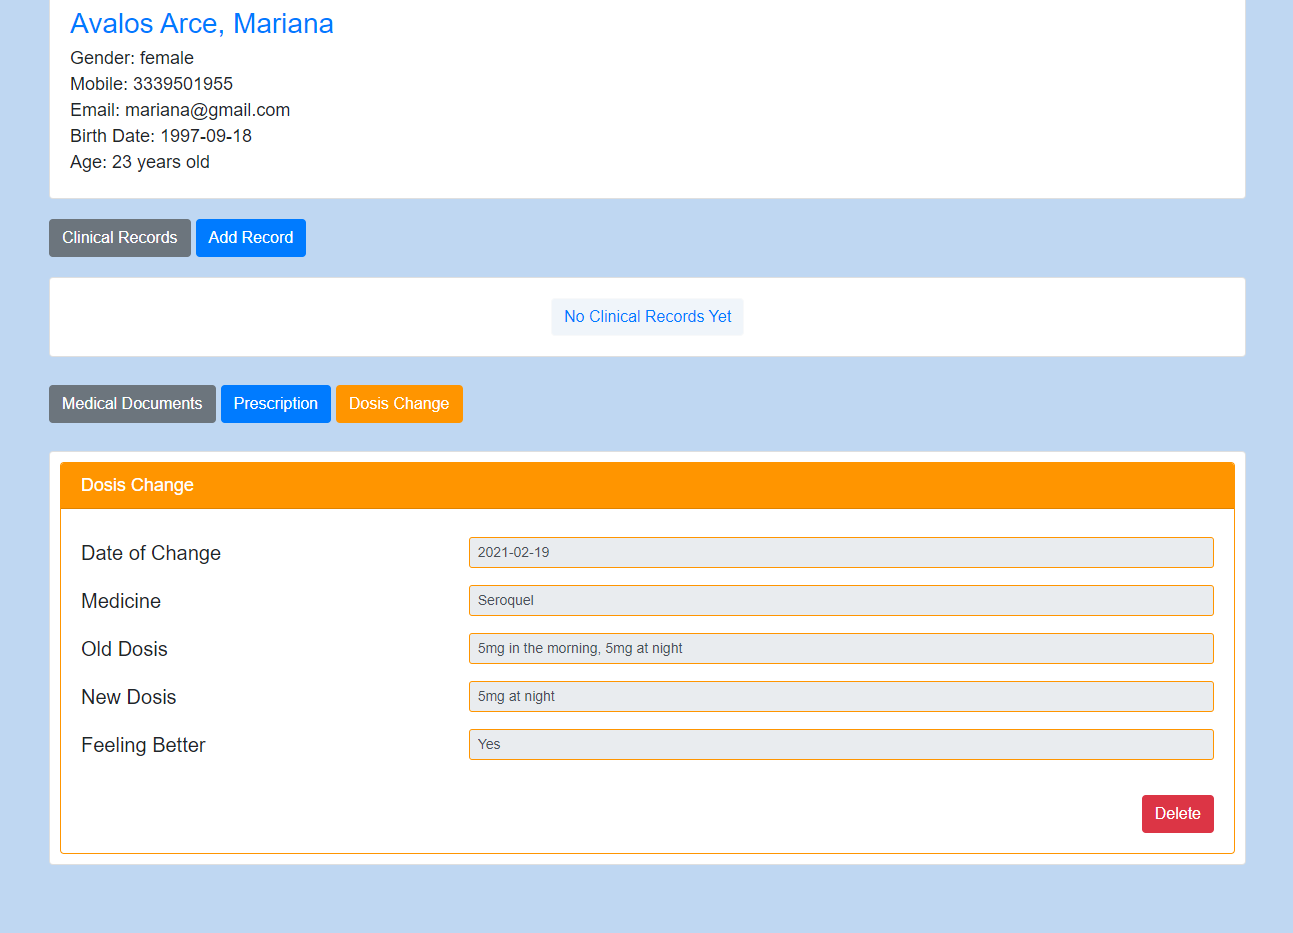 Avalos Arce, Mariana
Gender: female
Mobile: 3339501955
Email: mariana@gmail.com
Birth Date: 1997-09-18
Age: 23 years old
Clinical Records Add Record
No Clinical Records Yet
Medical Documents Prescription Dosis Change
Dosis Change
Date of Change 2021-02-19
Medicine Seroquel
Old Dosis 5mg in the morning, 5mg at night
New Dosis 5mg at night
Feeling Better Yes
Delete